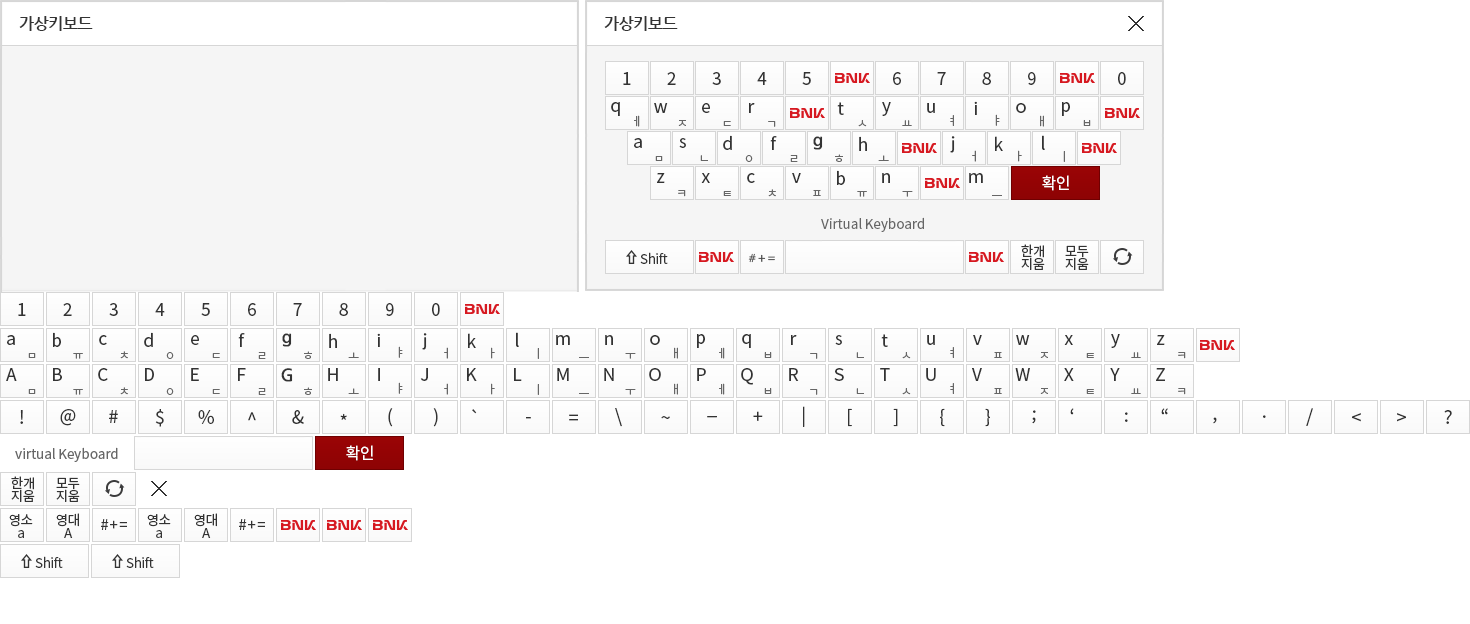 가상키보드
가상키보드
1 2 3 4 5 BNK 6 7 8 9 BNK 0
q ㅔ w ㅈ e ㄷ r ㄱ BNK t ㅅ y ㅛ u ㅕ i ㅑ o ㅐ p ㅂ BNK
a ㅁ s ㄴ d ㅇ f ㄹ g ㅎ h ㅗ BNK j ㅓ k ㅏ l ㅣ BNK
z ㅋ x ㅌ c ㅊ v ㅍ b ㅠ n ㅜ BNK m ㅡ 확인
Virtual Keyboard
⇧ Shift BNK #+= BNK 한개 지움 모두 지움
1 2 3 4 5 6 7 8 9 0 BNK
a ㅁ b ㅠ c ㅊ d ㅇ e ㄷ f ㄹ g ㅎ h ㅗ i ㅑ j ㅓ k ㅏ l ㅣ m ㅡ n ㅜ o ㅐ p ㅔ q ㅂ r ㄱ s ㄴ t ㅅ u ㅕ v ㅍ w ㅈ x ㅌ y ㅛ z ㅋ BNK
A ㅁ B ㅠ C ㅊ D ㅇ E ㄷ F ㄹ G ㅎ H ㅗ I ㅑ J ㅓ K ㅏ L ㅣ M ㅡ N ㅜ O ㅐ P ㅔ Q ㅂ R ㄱ S ㄴ T ㅅ U ㅕ V ㅍ W ㅈ X ㅌ Y ㅛ Z ㅋ
! @ # $ % ^ & * ( ) ` - = \ ~ − + | [ ] { } ; ‘ : “ , · / < > ?
virtual Keyboard 확인
한개 지움 모두 지움
영소 a 영대 A #+= 영소 a 영대 A #+= BNK BNK BNK
⇧ Shift ⇧ Shift